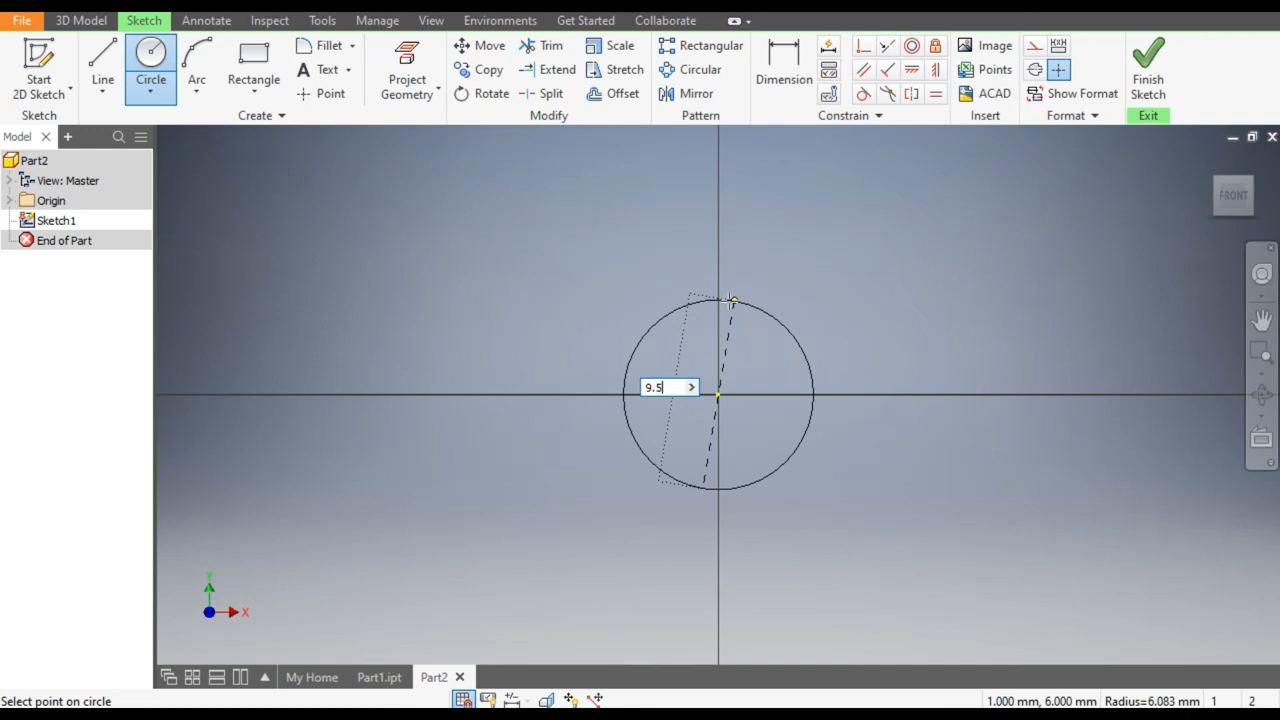 File 3D Model Sketch Annotate Inspect Tools Manage View Environments Get Started Collaborate
Start 2D Sketch
Line
Circle
Arc
Rectangle
Fillet
Text
Point
Project Geometry
Move
Copy
Rotate
Trim
Extend
Split
Scale
Stretch
Offset
Rectangular
Circular
Mirror
Dimension
Image
Points
ACAD
Show Format
Finish Sketch
Sketch Create Modify Pattern Constrain Insert Format Exit
Model
Part2
View: Master
Origin
Sketch1
End of Part
FRONT
9.5
Y
X
My Home Part1.ipt Part2
Select point on circle 1.000 mm, 6.000 mm Radius=6.083 mm 1 2